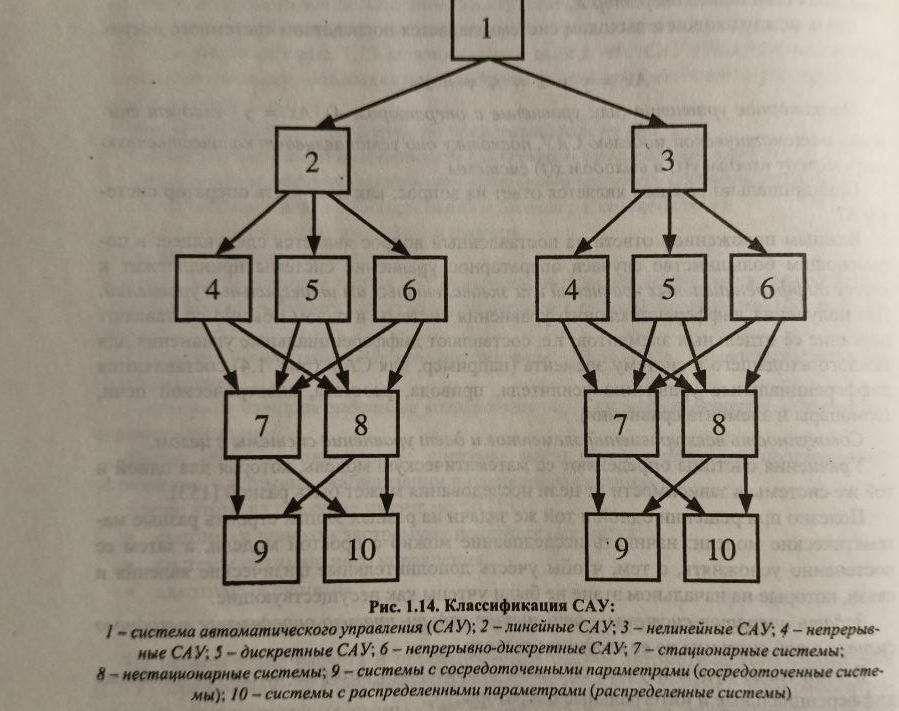 1
2 3
4 5 6 4 5 6
7 8 7 8
9 10 9 10
Рис. 1.14. Классификация САУ:
1 – система автоматического управления (САУ); 2 – линейные САУ; 3 – нелинейные САУ; 4 – непрерыв-
ные САУ; 5 – дискретные САУ; 6 – непрерывно-дискретные САУ; 7 – стационарные системы;
8 – нестационарные системы; 9 – системы с сосредоточенными параметрами (сосредоточенные систе-
мы); 10 – системы с распределенными параметрами (распределенные системы)